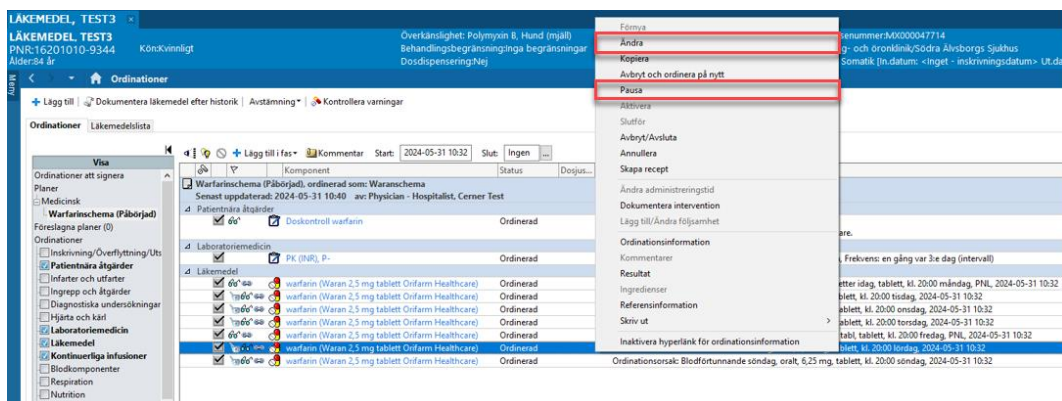 LÄKEMEDEL, TEST3 ×
LÄKEMEDEL, TEST3
PNR:16201010-9344 Kön:Kvinnligt
Ålder:84 år
Överkänslighet: Polymyxin B, Hund (mjäll)
Behandlingsbegränsning:Inga begränsningar
Dosdispensering:Nej
senummer:MX000047714
g- och öronklinik/Södra Älvsborgs Sjukhus
Somatik [In.datum: <Inget - inskrivningsdatum> Ut.da
Meny
Ordinationer
Lägg till | Dokumentera läkemedel efter historik | Avstämning | Kontrollera varningar
Ordinationer Läkemedelslista
Visa
Ordinationer att signera
Planer
Medicinsk
Warfarinschema (Påbörjad)
Föreslagna planer (0)
Ordinationer
Inskrivning/Överflyttning/Uts
Patientnära åtgärder
Infarter och utfarter
Ingrepp och åtgärder
Diagnostiska undersökningar
Hjärta och kärl
Laboratoriemedicin
Läkemedel
Kontinuerliga infusioner
Blodkomponenter
Respiration
Nutrition
Lägg till i fas Kommentar Start: 2024-05-31 10:32 Slut: Ingen ...
Komponent Status Dosjus...
Warfarinschema (Påbörjad), ordinerad som: Waranschema
Senast uppdaterad: 2024-05-31 10:40 av: Physician - Hospitalist, Cerner Test
Patientnära åtgärder
Doskontroll warfarin Ordinerad
are.
Laboratoriemedicin
PK (INR), P- Ordinerad , Frekvens: en gång var 3:e dag (intervall)
Läkemedel
warfarin (Waran 2,5 mg tablett Orifarm Healthcare) Ordinerad etter idag, tablett, kl. 20:00 måndag, PNL, 2024-05-31 10:32
warfarin (Waran 2,5 mg tablett Orifarm Healthcare) Ordinerad blett, kl. 20:00 tisdag, 2024-05-31 10:32
warfarin (Waran 2,5 mg tablett Orifarm Healthcare) Ordinerad ablett, kl. 20:00 onsdag, 2024-05-31 10:32
warfarin (Waran 2,5 mg tablett Orifarm Healthcare) Ordinerad ablett, kl. 20:00 torsdag, 2024-05-31 10:32
warfarin (Waran 2,5 mg tablett Orifarm Healthcare) Ordinerad tabl, tablett, kl. 20:00 fredag, PNL, 2024-05-31 10:32
warfarin (Waran 2,5 mg tablett Orifarm Healthcare) Ordinerad tablett, kl. 20:00 lördag, 2024-05-31 10:32
warfarin (Waran 2,5 mg tablett Orifarm Healthcare) Ordinerad Ordinationsorsak: Blodförtunnande söndag, oralt, 6,25 mg, tablett, kl. 20:00 söndag, 2024-05-31 10:32
Förnya
Ändra
Kopiera
Avbryt och ordinera på nytt
Pausa
Aktivera
Slutför
Avbryt/Avsluta
Annullera
Skapa recept
Ändra administreringstid
Dokumentera intervention
Lägg till/Ändra följsamhet
Ordinationsinformation
Kommentarer
Resultat
Ingredienser
Referensinformation
Skriv ut
Inaktivera hyperlänk för ordinationsinformation